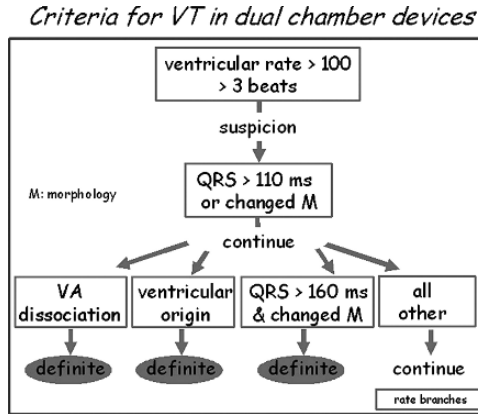 Criteria for VT in dual chamber devices
ventricular rate > 100
> 3 beats
suspicion
QRS > 110 ms
or changed M
M: morphology
continue
VA
dissociation
ventricular
origin
QRS > 160 ms
& changed M
all
other
definite
definite
definite
continue
rate branches